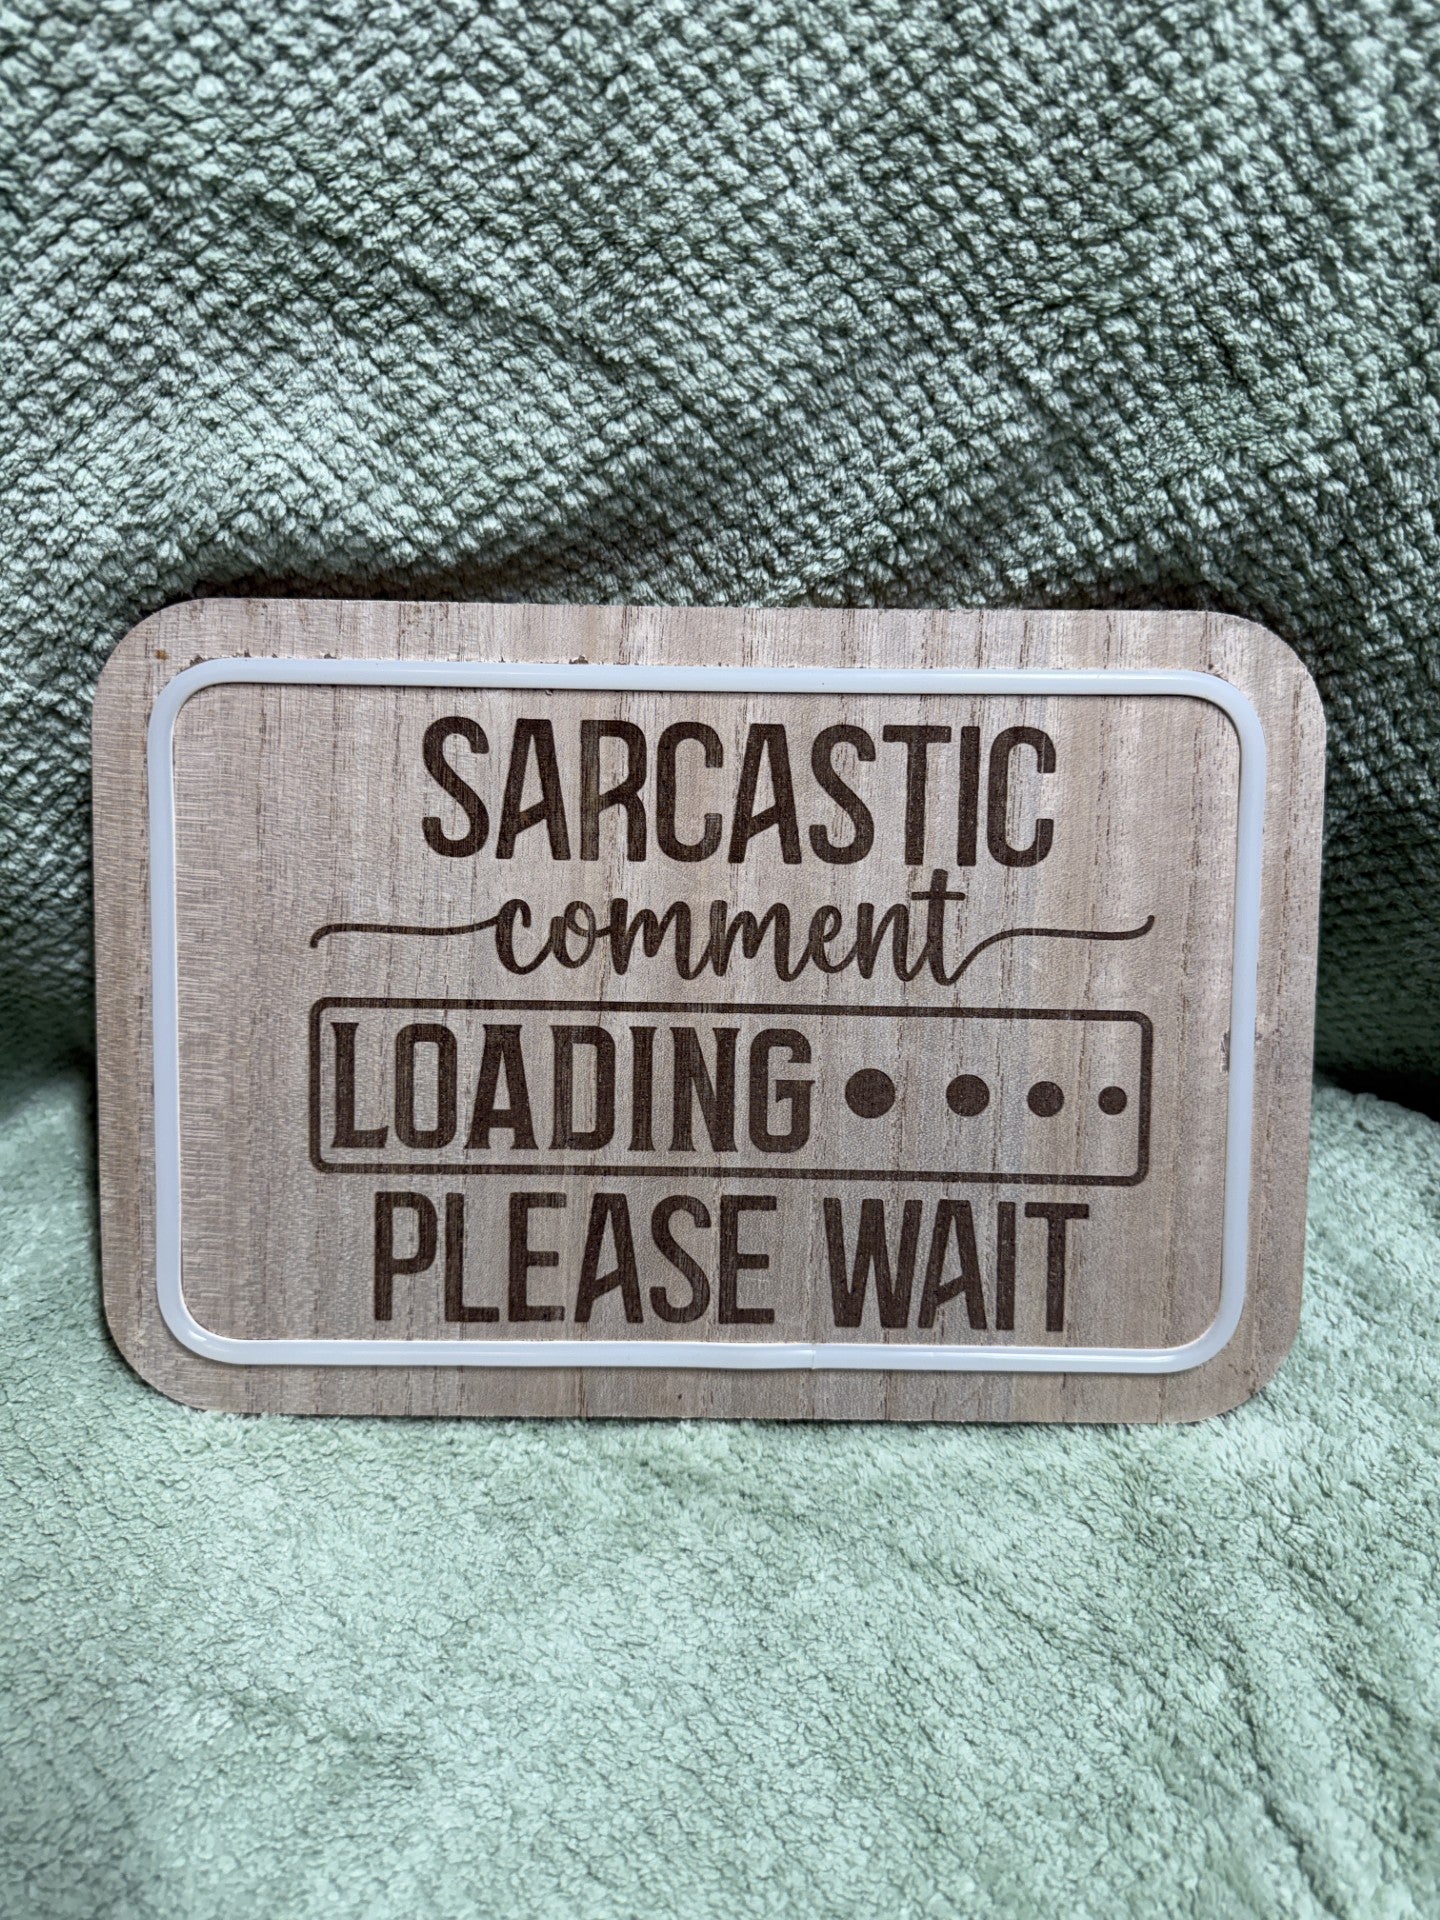 SARCASTIC
comment
LOADING ••••
PLEASE WAIT